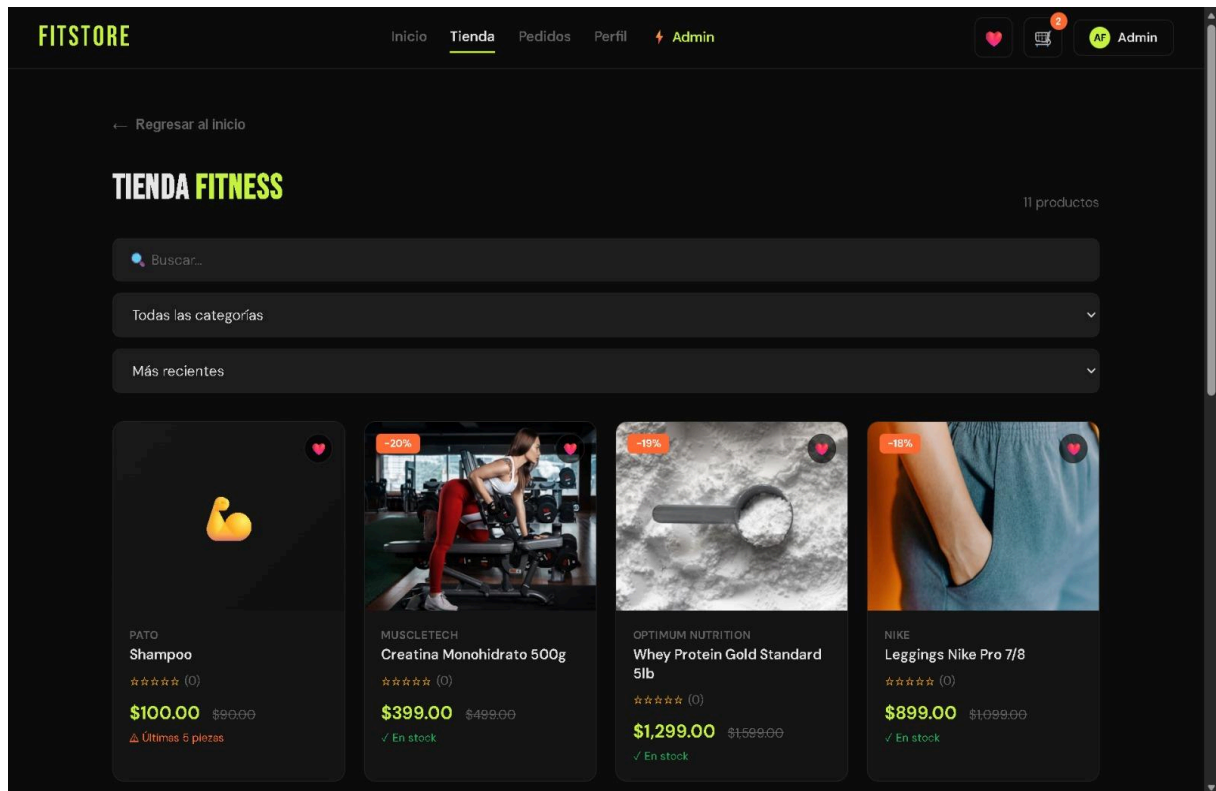 FITSTORE
Inicio Tienda Pedidos Perfil Admin
2
AF Admin
← Regresar al inicio
TIENDA FITNESS
11 productos
Buscar...
Todas las categorías
Más recientes
-20%
-19%
-18%
PATO
Shampoo
☆☆☆☆☆ (0)
$100.00 $90.00
⚠ Últimas 5 piezas
MUSCLETECH
Creatina Monohidrato 500g
☆☆☆☆☆ (0)
$399.00 $499.00
✓ En stock
OPTIMUM NUTRITION
Whey Protein Gold Standard
5lb
☆☆☆☆☆ (0)
$1,299.00 $1,599.00
✓ En stock
NIKE
Leggings Nike Pro 7/8
☆☆☆☆☆ (0)
$899.00 $1,099.00
✓ En stock